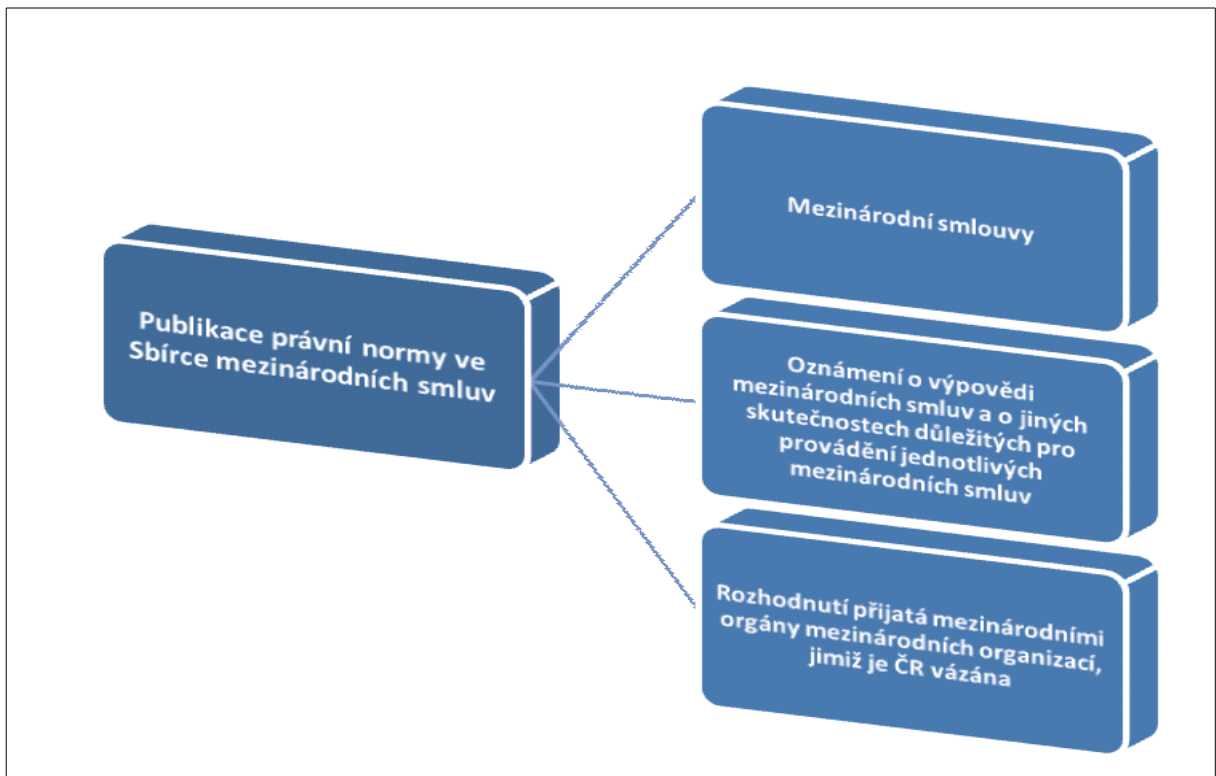 Publikace právní normy ve
Sbírce mezinárodních smluv
Mezinárodní smlouvy
Oznámení o výpovědi
mezinárodních smluv a o jiných
skutečnostech důležitých pro
provádění jednotlivých
mezinárodních smluv
Rozhodnutí přijatá mezinárodními
orgány mezinárodních organizací,
jimiž je ČR vázána